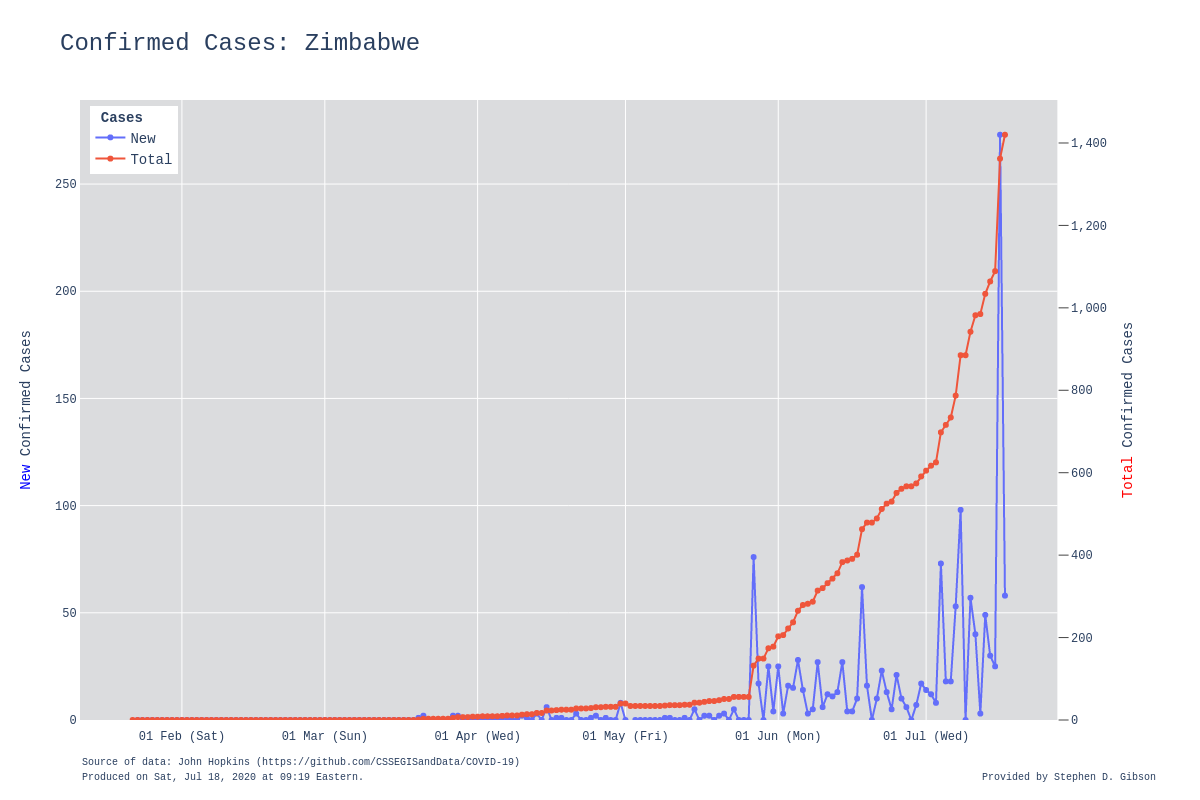 Confirmed Cases: Zimbabwe
Cases
New
Total
250
200
150
100
50
0
1,400
1,200
1,000
800
600
400
200
0
New Confirmed Cases
Total Confirmed Cases
01 Feb (Sat)
01 Mar (Sun)
01 Apr (Wed)
01 May (Fri)
01 Jun (Mon)
01 Jul (Wed)
Source of data: John Hopkins (https://github.com/CSSEGISandData/COVID-19)
Produced on Sat, Jul 18, 2020 at 09:19 Eastern.
Provided by Stephen D. Gibson